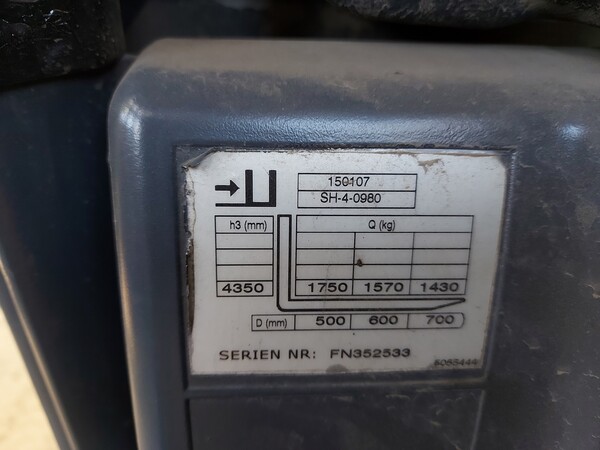 150107
SH-4-0980
h3 (mm) Q (kg)
4350 1750 1570 1430
D (mm) 500 600 700
SERIEN NR: FN352533